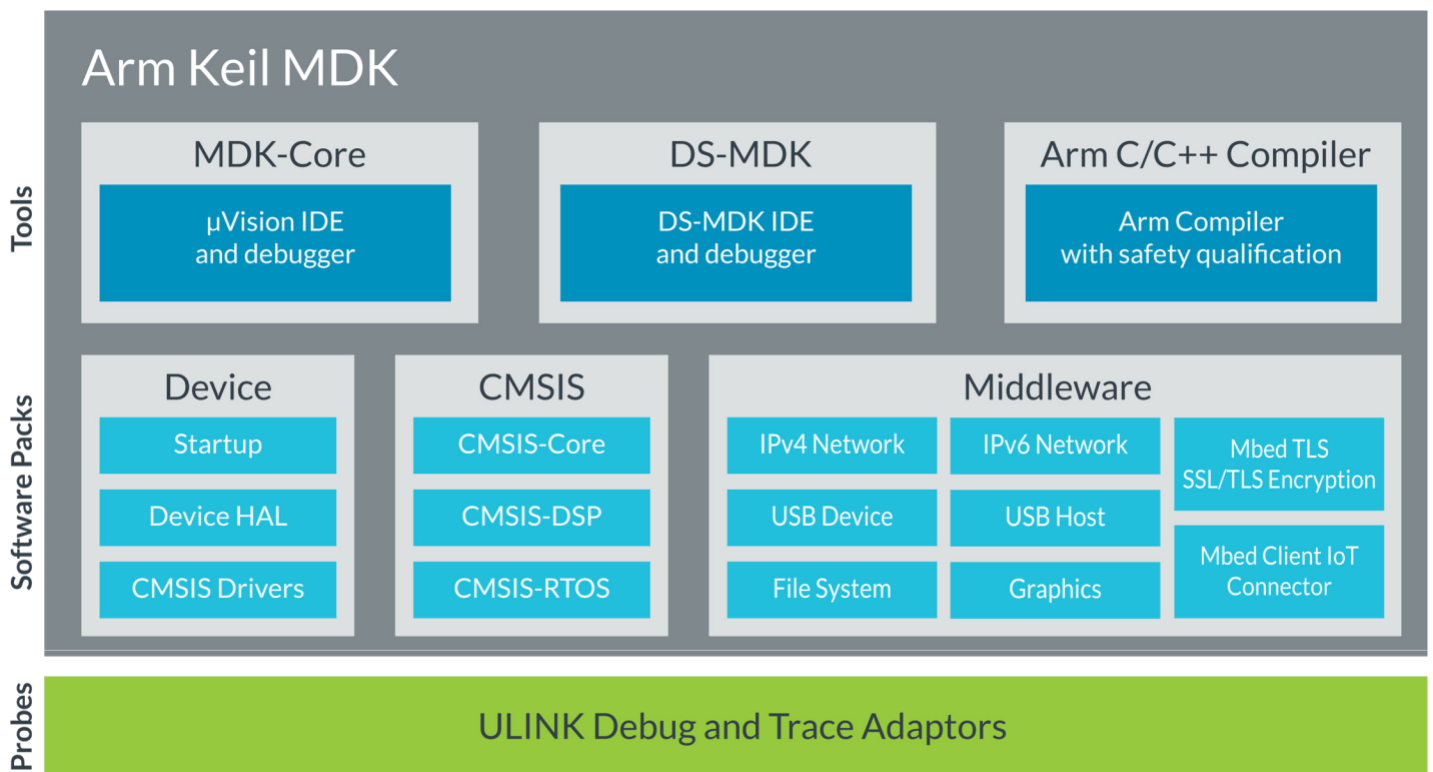 Arm Keil MDK
Tools
MDK-Core
µVision IDE
and debugger
DS-MDK
DS-MDK IDE
and debugger
Arm C/C++ Compiler
Arm Compiler
with safety qualification
Software Packs
Device
Startup
Device HAL
CMSIS Drivers
CMSIS
CMSIS-Core
CMSIS-DSP
CMSIS-RTOS
Middleware
IPv4 Network
USB Device
File System
IPv6 Network
USB Host
Graphics
Mbed TLS
SSL/TLS Encryption
Mbed Client IoT
Connector
Probes
ULINK Debug and Trace Adaptors